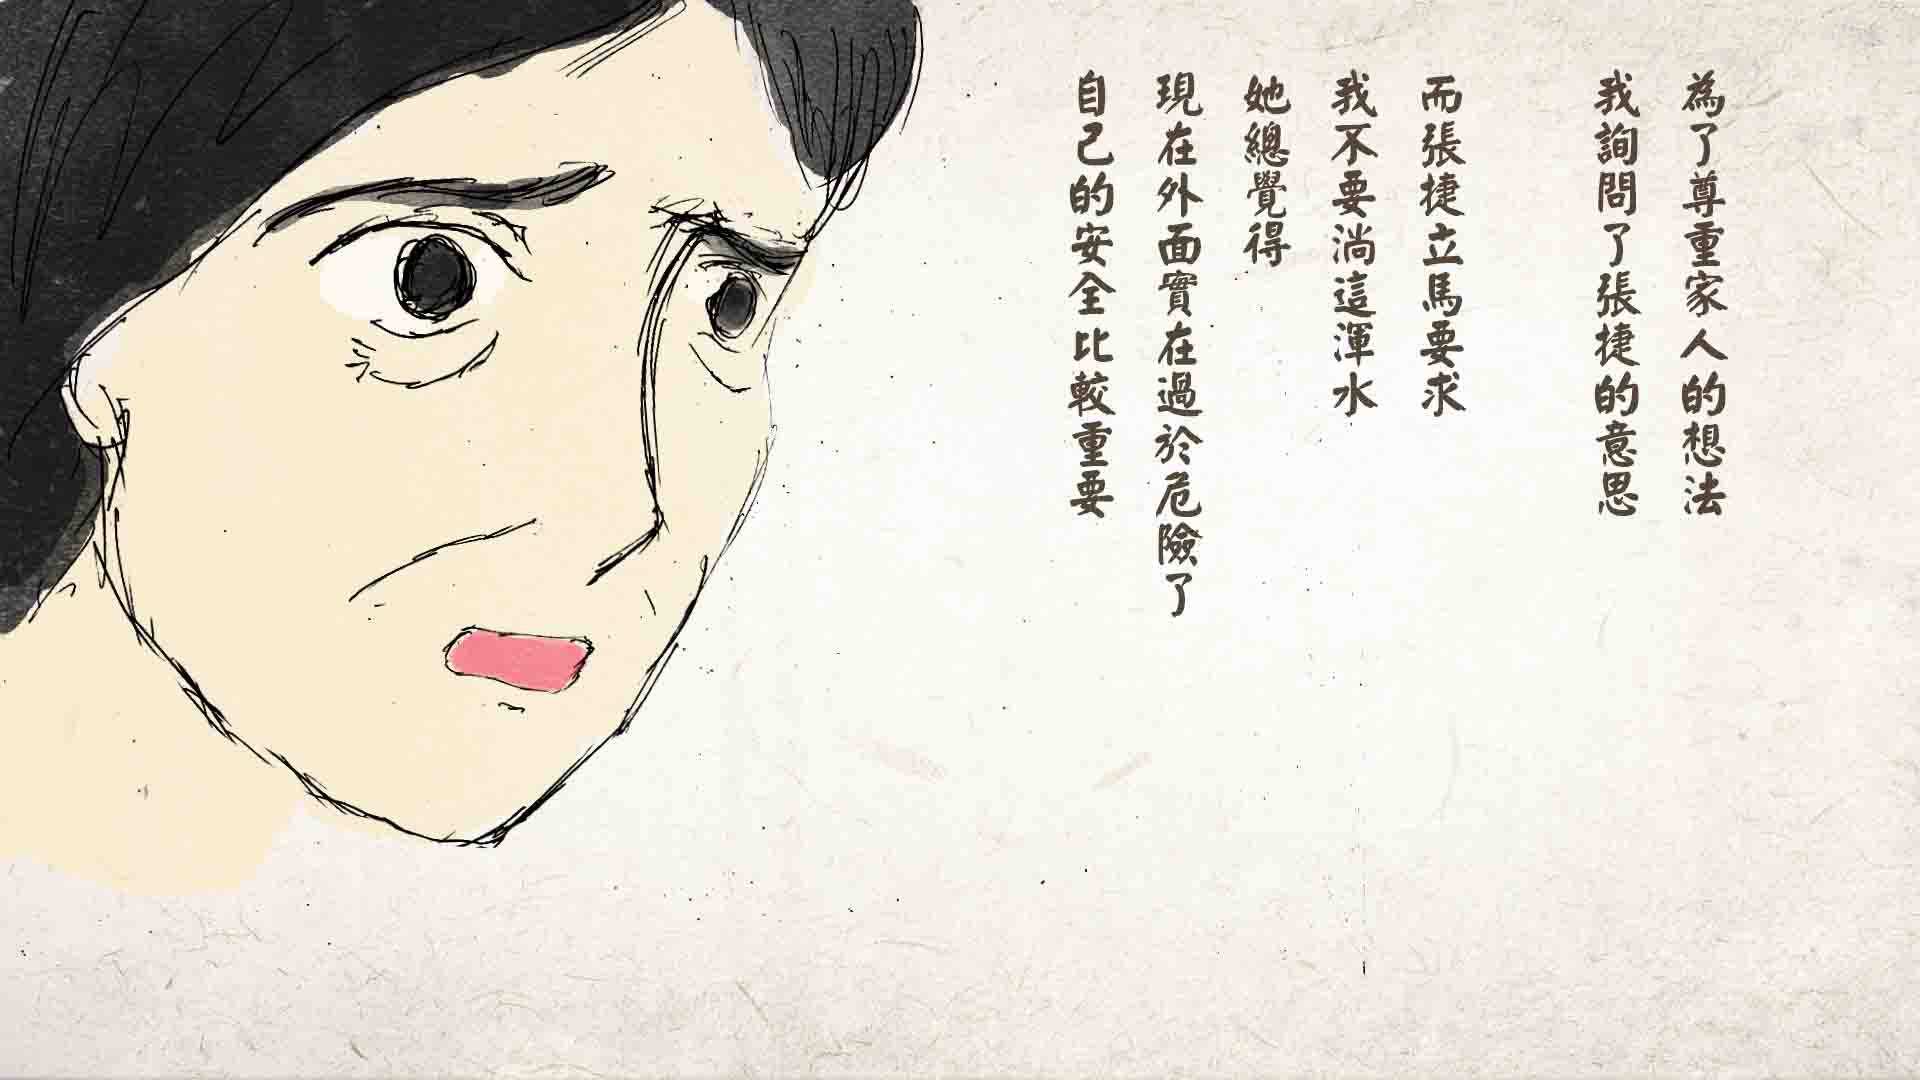 為了尊重家人的想法
我詢問了張捷的意思
而張捷立馬要求
我不要淌這渾水
她總覺得
現在外面實在過於危險了
自己的安全比較重要